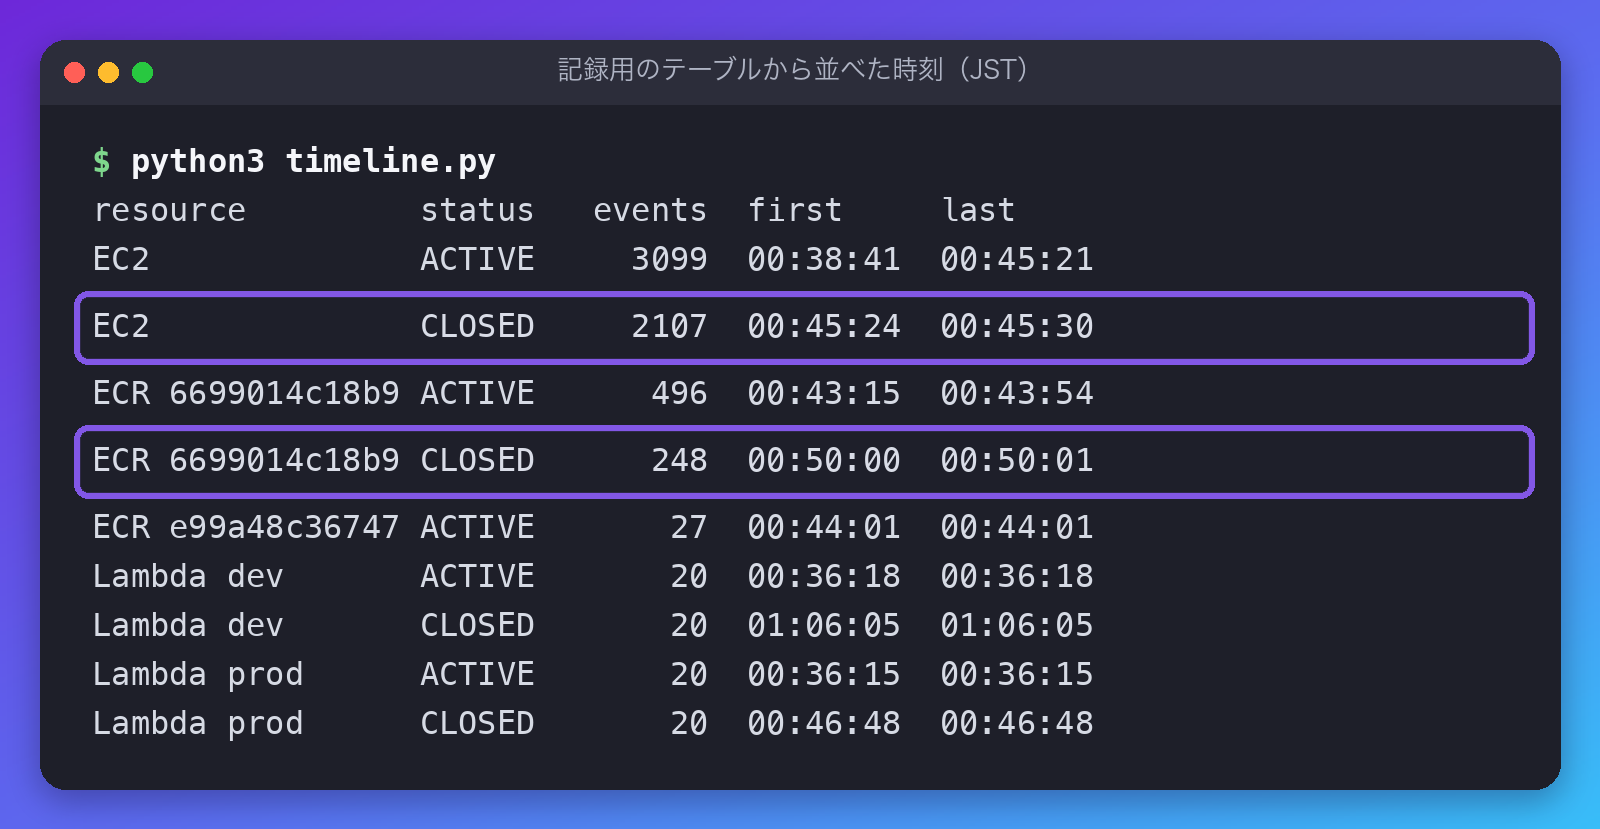 記録用のテーブルから並べた時刻（JST）
$ python3 timeline.py
resource status events first last
EC2 ACTIVE 3099 00:38:41 00:45:21
EC2 CLOSED 2107 00:45:24 00:45:30
ECR 6699014c18b9 ACTIVE 496 00:43:15 00:43:54
ECR 6699014c18b9 CLOSED 248 00:50:00 00:50:01
ECR e99a48c36747 ACTIVE 27 00:44:01 00:44:01
Lambda dev ACTIVE 20 00:36:18 00:36:18
Lambda dev CLOSED 20 01:06:05 01:06:05
Lambda prod ACTIVE 20 00:36:15 00:36:15
Lambda prod CLOSED 20 00:46:48 00:46:48